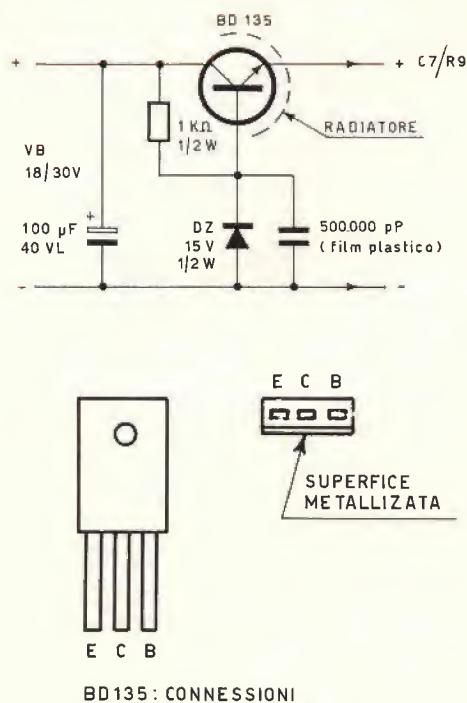 BD 135
+
+ C7/R9
1 KΩ
1/2 W
RADIATORE
VB
18/30V
+
100 µF
40 VL
DZ
15 V
1/2 W
500.000 pP
( film plastico )
-
-
E C B
SUPERFICE
METALLIZATA
E C B
BD135: CONNESSIONI